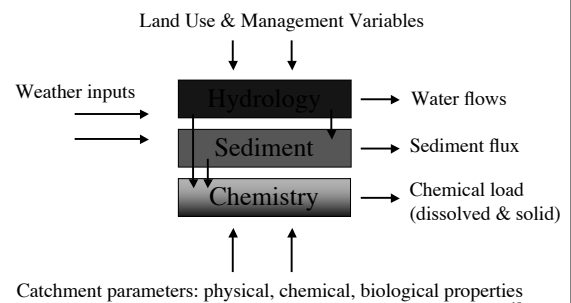 Land Use & Management Variables
Weather inputs
Hydrology
Water flows
Sediment
Sediment flux
Chemistry
Chemical load
(dissolved & solid)
Catchment parameters: physical, chemical, biological properties